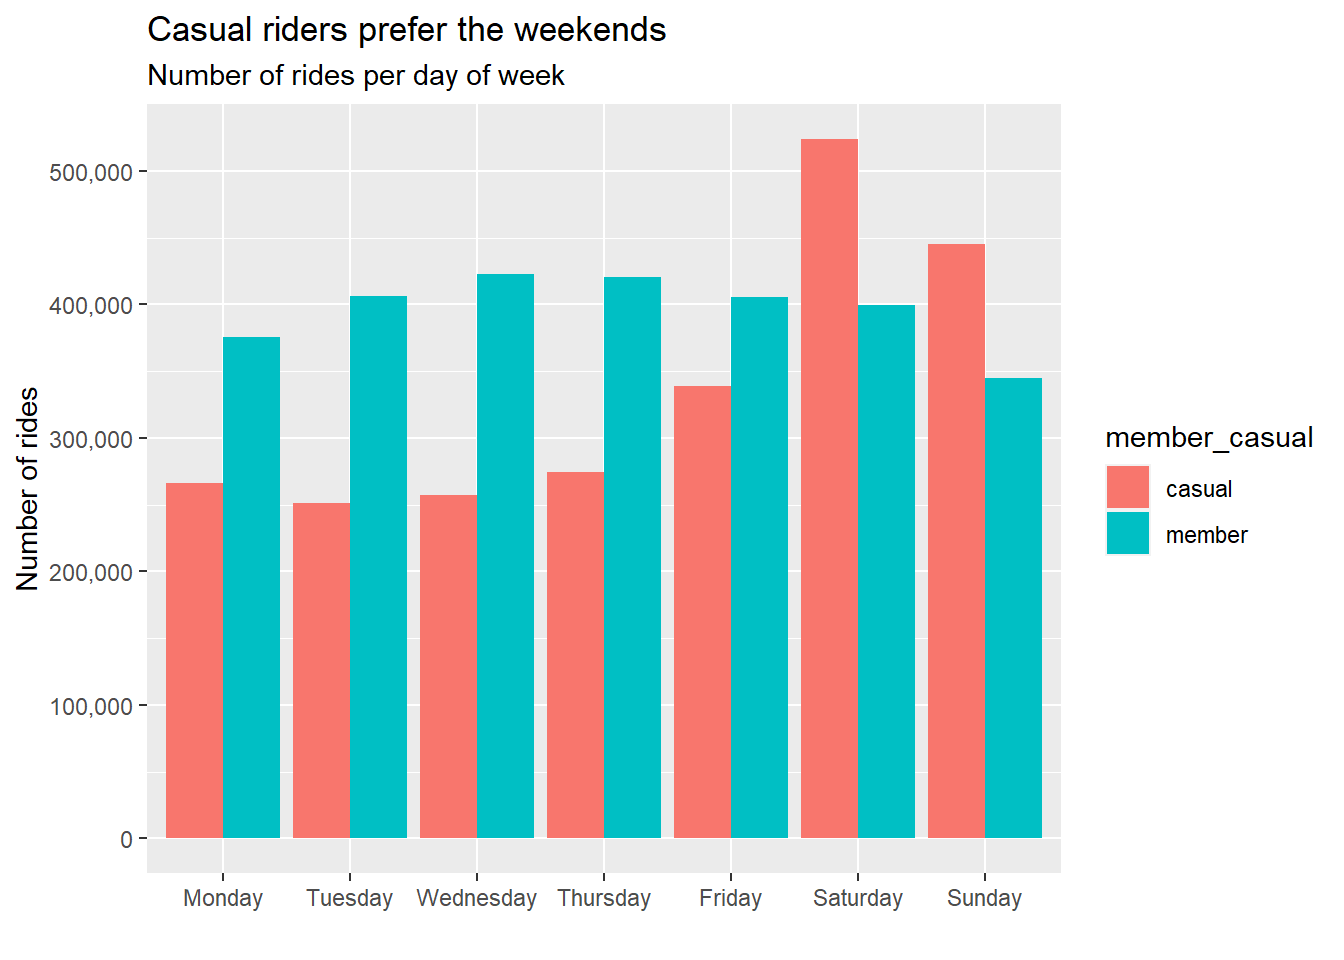 Casual riders prefer the weekends
Number of rides per day of week
Number of rides
500,000
400,000
300,000
200,000
100,000
0
Monday Tuesday Wednesday Thursday Friday Saturday Sunday
member_casual
casual
member